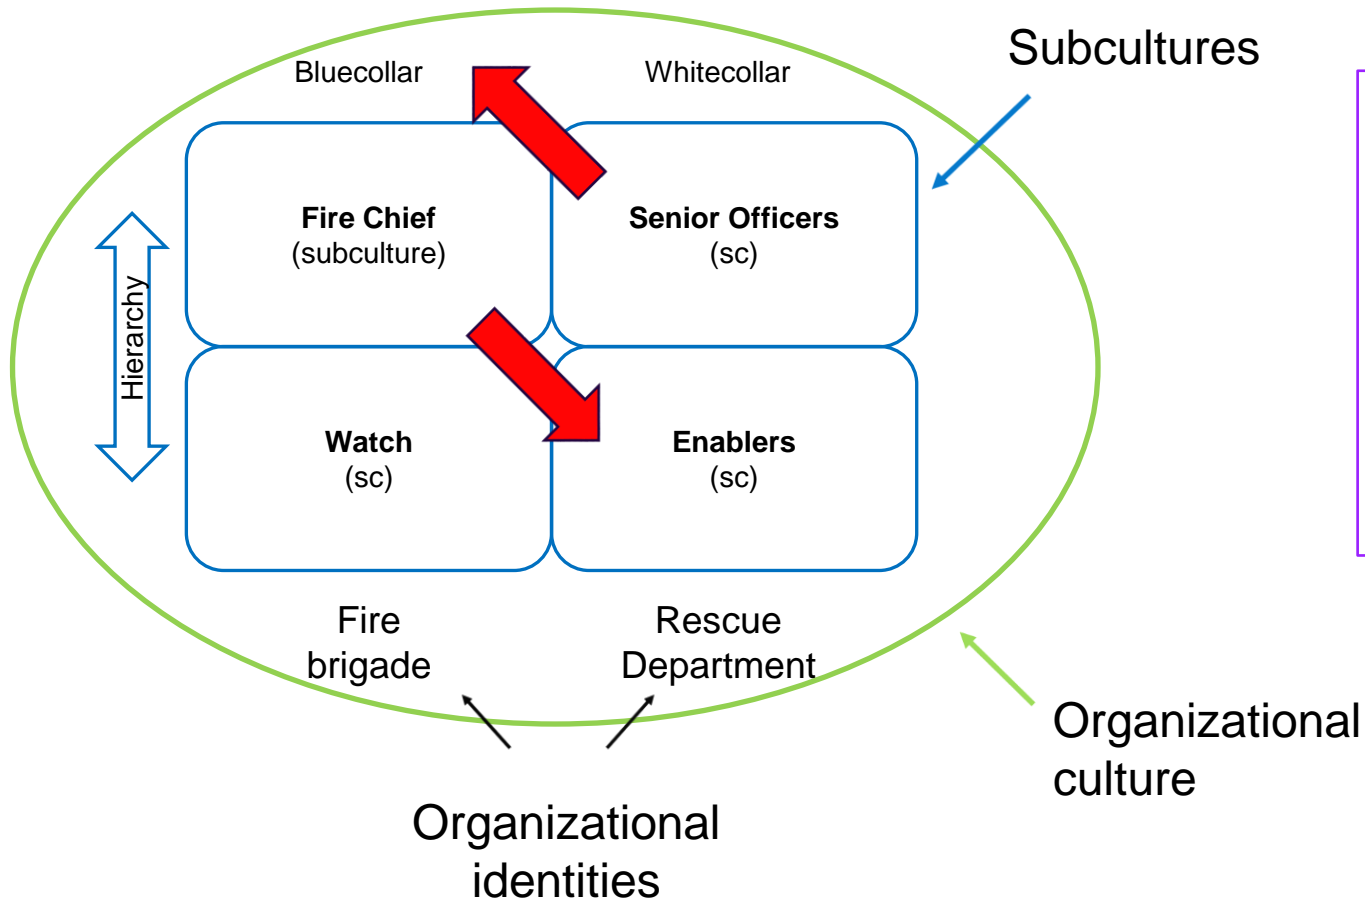 Subcultures
Bluecollar
Whitecollar
Fire Chief
(subculture)
Senior Officers
(sc)
Hierarchy
Watch
(sc)
Enablers
(sc)
Fire
brigade
Rescue
Department
Organizational
culture
Organizational
identities